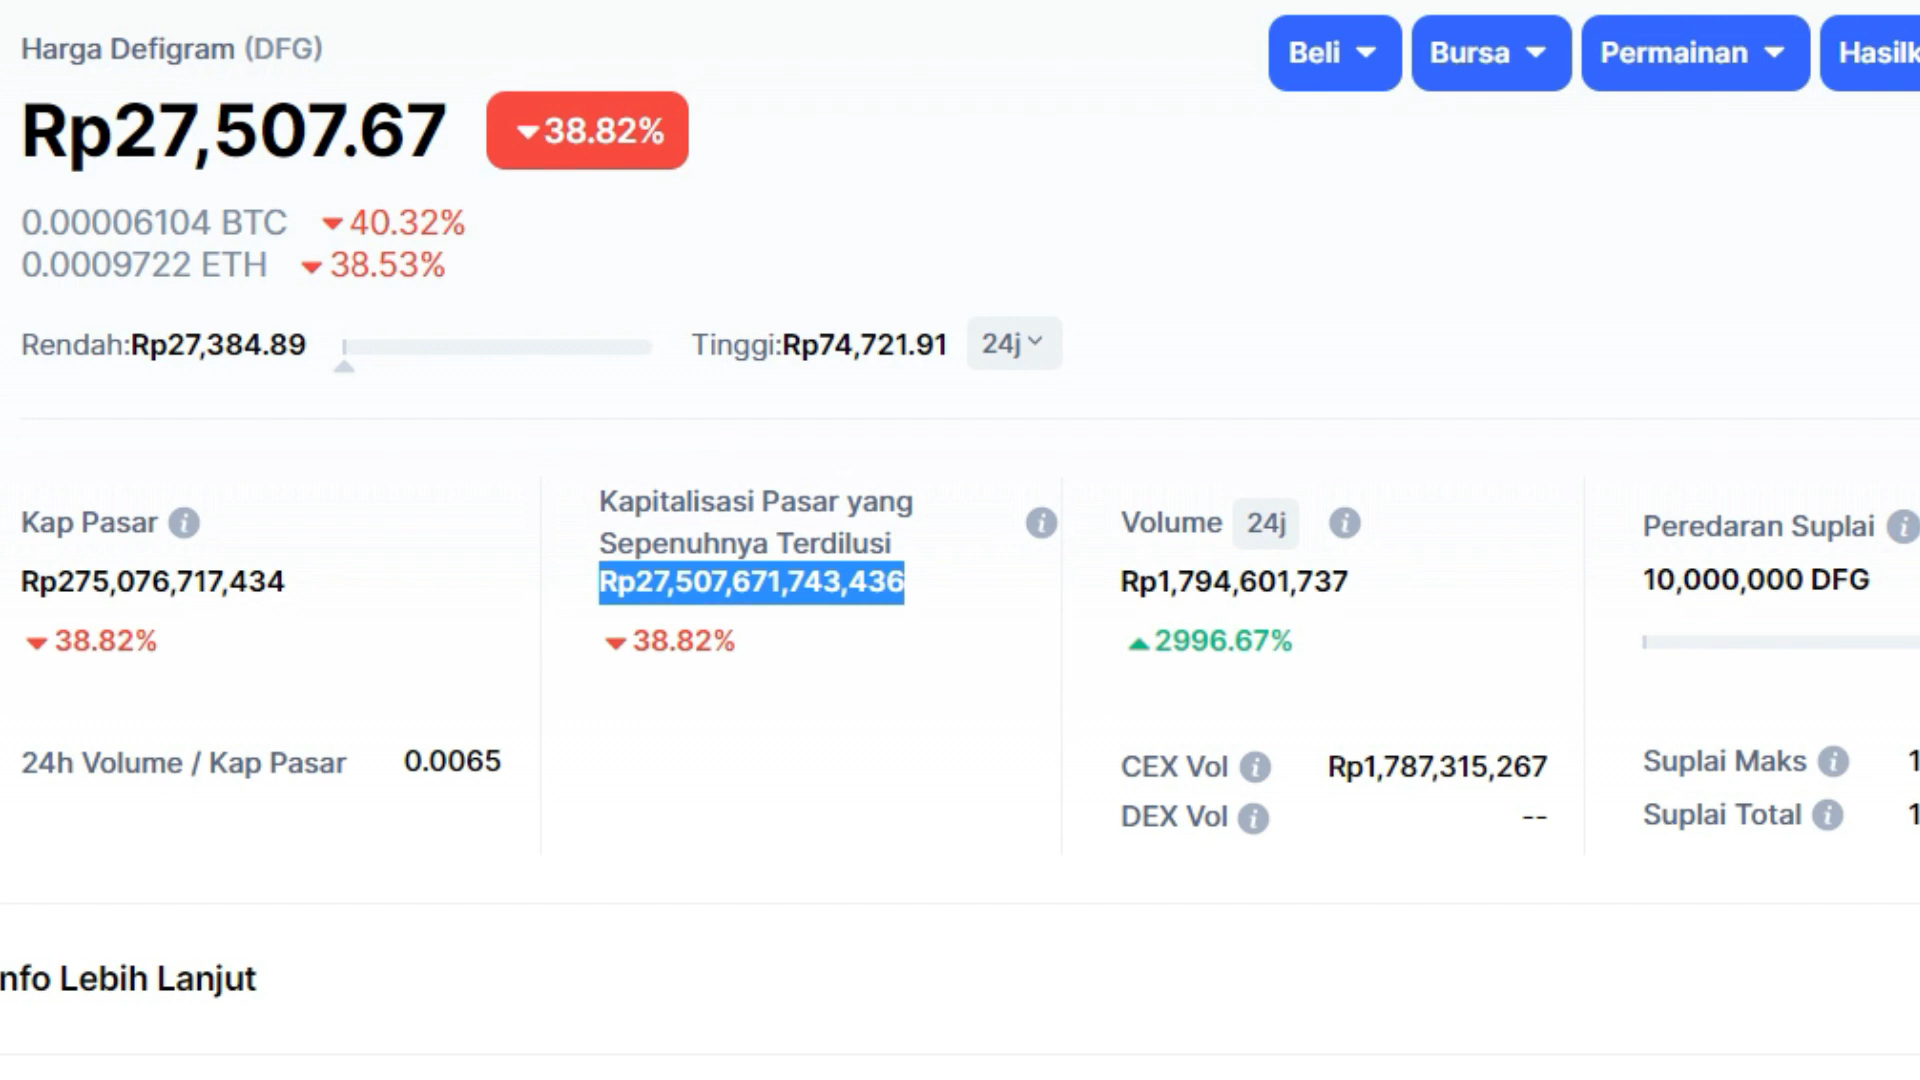 Harga Defigram (DFG)
Beli
Bursa
Permainan
Hasilk
Rp27,507.67
38.82%
0.00006104 BTC 40.32%
0.0009722 ETH 38.53%
Rendah:Rp27,384.89
Tinggi:Rp74,721.91
24j
Kap Pasar
Rp275,076,717,434
38.82%
24h Volume / Kap Pasar 0.0065
Kapitalisasi Pasar yang
Sepenuhnya Terdilusi
Rp27,507,671,743,436
38.82%
Volume 24j
Rp1,794,601,737
2996.67%
CEX Vol Rp1,787,315,267
DEX Vol --
Peredaran Suplai
10,000,000 DFG
Suplai Maks 1
Suplai Total 1
nfo Lebih Lanjut